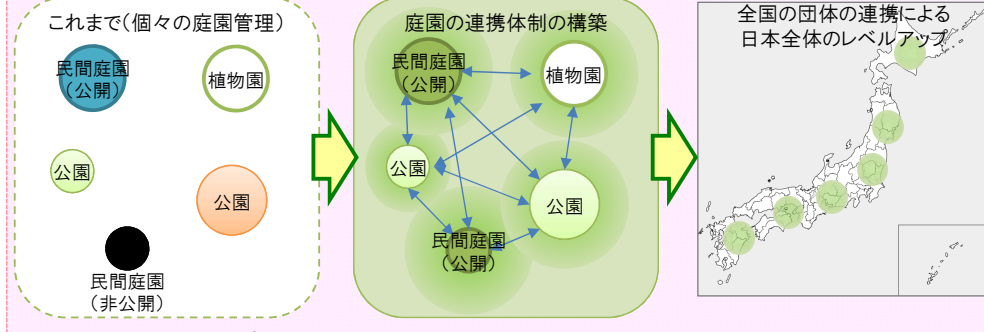 これまで(個々の庭園管理)
民間庭園
(公開)
植物園
公園
公園
民間庭園
(非公開)
庭園の連携体制の構築
民間庭園
(公開)
植物園
公園
公園
民間庭園
(公開)
全国の団体の連携による
日本全体のレベルアップ